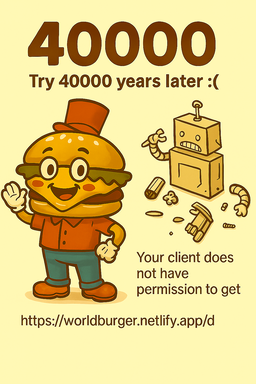 40000
Try 40000 years later :(
Your client does
not have
permission to get
https://worldburger.netlify.app/d